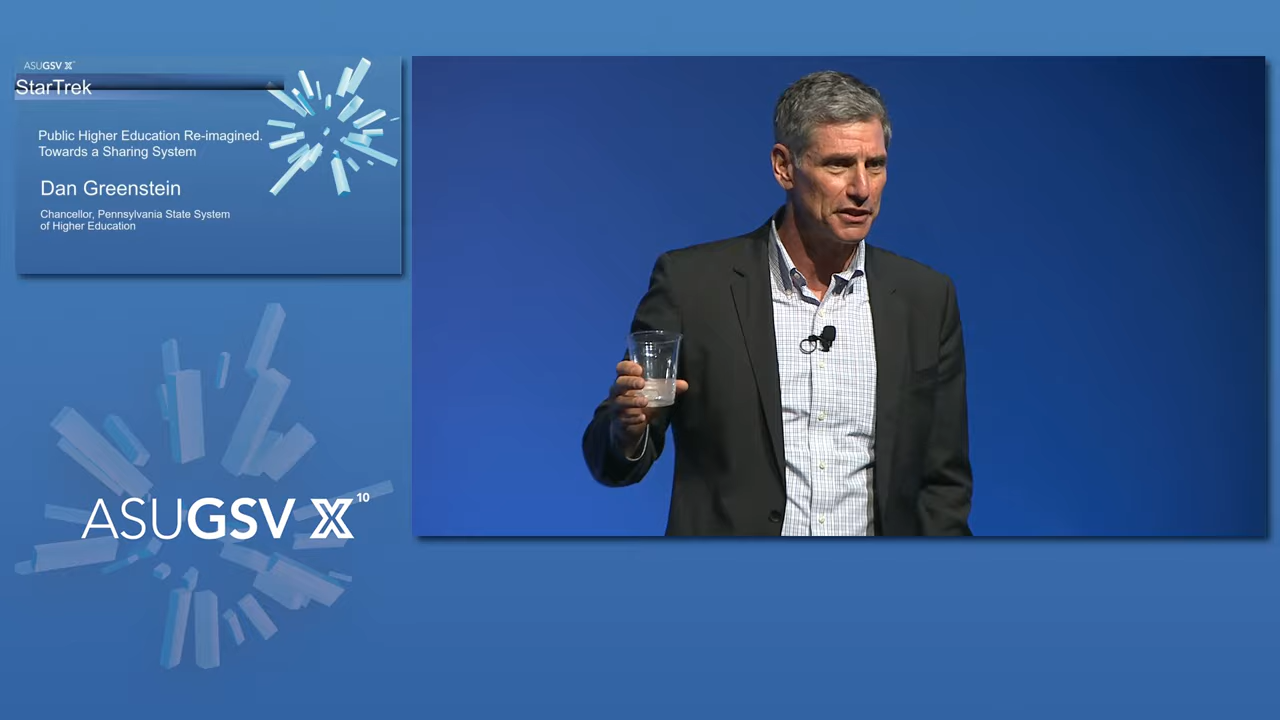 ASUGSV X
StarTrek
Public Higher Education Re-imagined.
Towards a Sharing System
Dan Greenstein
Chancellor, Pennsylvania State System
of Higher Education
ASUGSV X 10